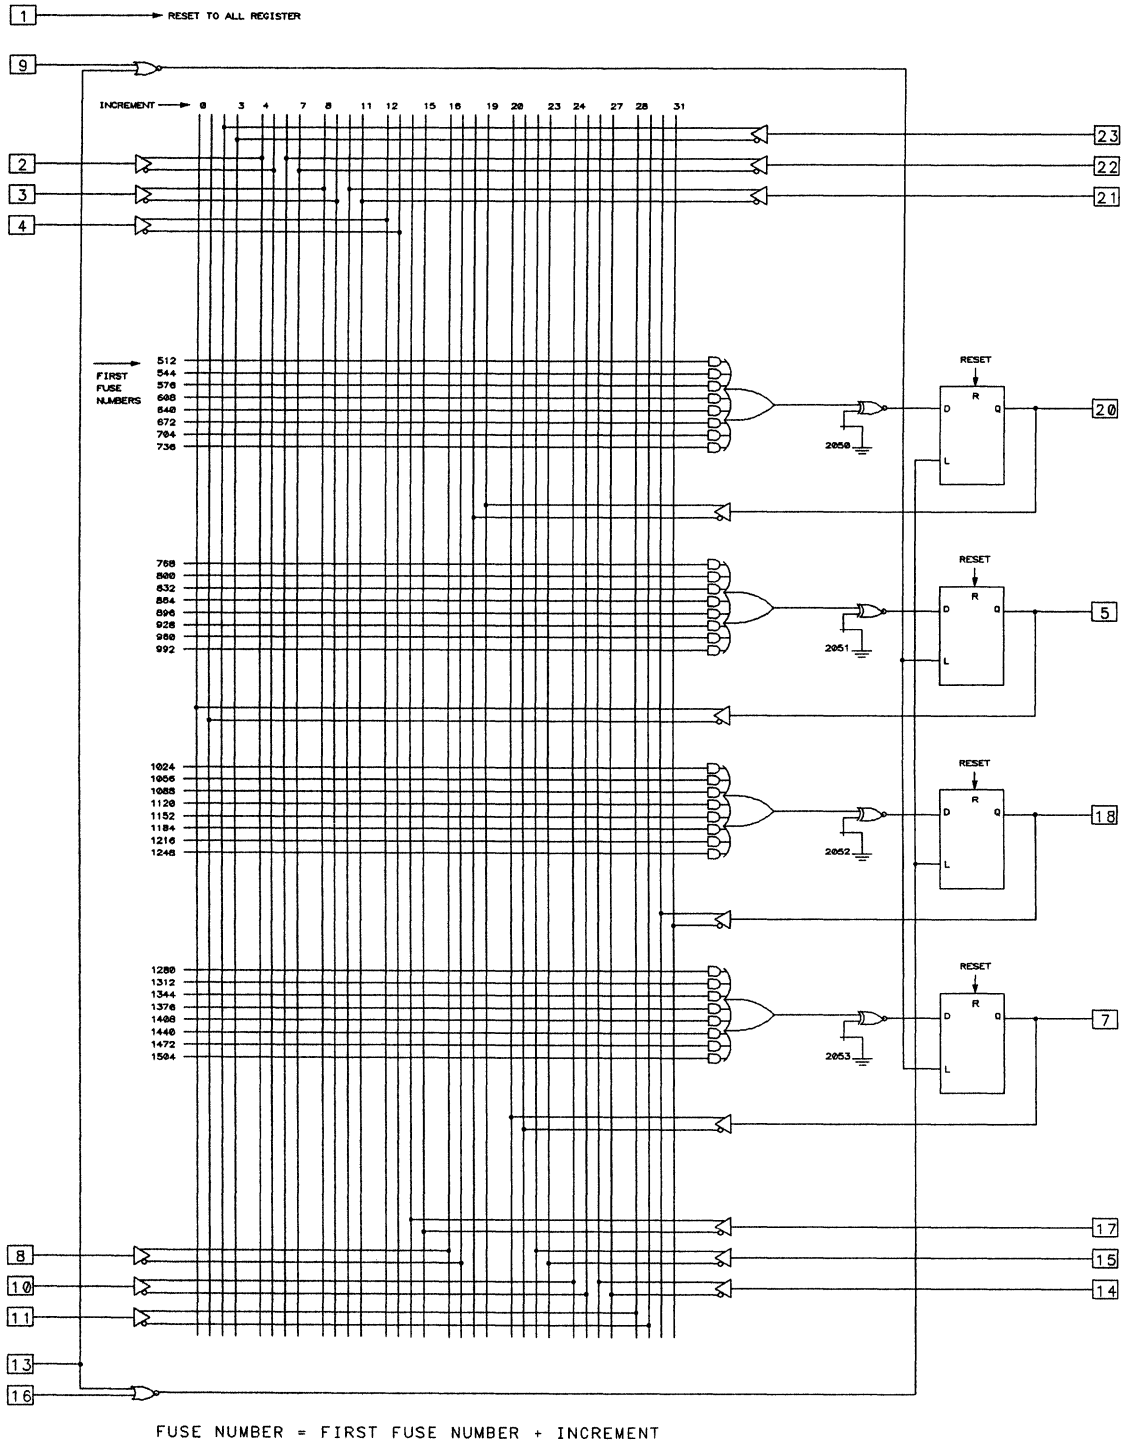 1 RESET TO ALL REGISTER
9
INCREMENT 0 3 4 7 8 11 12 15 16 19 20 23 24 27 28 31
23
2 22
3 21
4
FIRST
FUSE
NUMBERS
512
544
576
608
640
672
704
736
2050
RESET
R
D Q
L
20
768
800
832
864
896
928
960
992
2051
RESET
R
D Q
L
5
1024
1056
1088
1120
1152
1184
1216
1248
2052
RESET
R
D Q
L
18
1280
1312
1344
1376
1408
1440
1472
1504
2053
RESET
R
D Q
L
7
17
8 15
10 14
11
13
16
FUSE NUMBER = FIRST FUSE NUMBER + INCREMENT